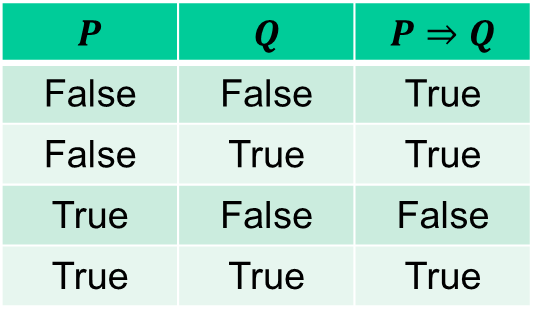 P Q P ⇒ Q
False False True
False True True
True False False
True True True